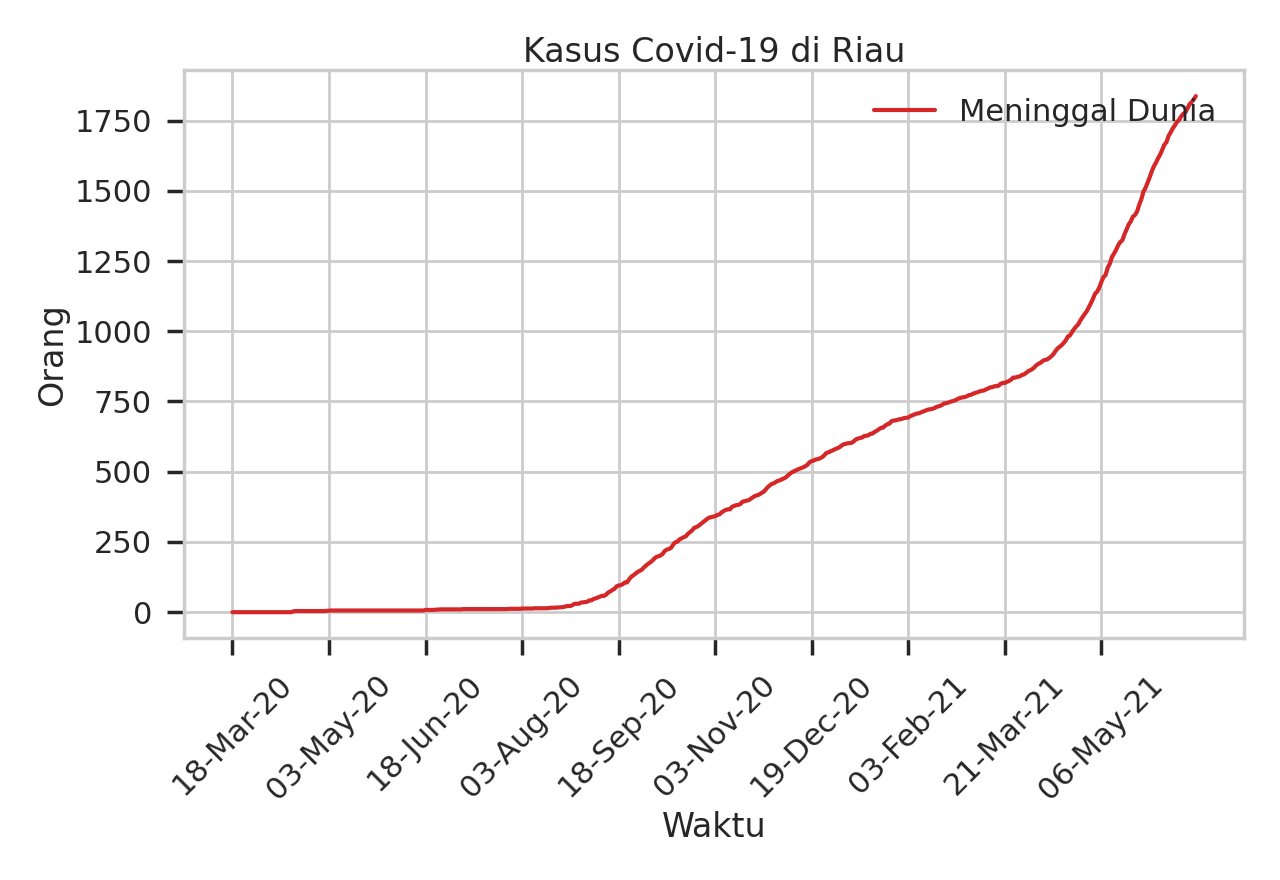 Kasus Covid-19 di Riau
Meninggal Dunia
Orang
1750
1500
1250
1000
750
500
250
0
18-Mar-20
03-May-20
18-Jun-20
03-Aug-20
18-Sep-20
03-Nov-20
19-Dec-20
03-Feb-21
21-Mar-21
06-May-21
Waktu